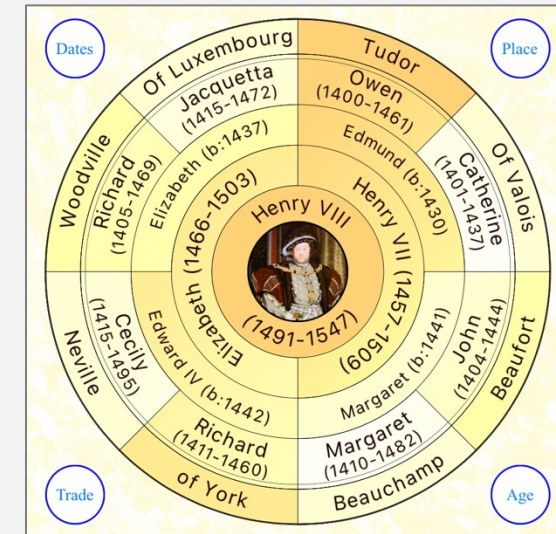 Dates
Place
Henry VIII
(1491-1547)
Henry VII (1457-1509)
Elizabeth (1466-1503)
Edmund (b:1430)
Margaret (b:1441)
Edward IV (b:1442)
Elizabeth (b:1437)
Tudor
Owen
(1400-1461)
Of Valois
Catherine
(1401-1437)
Beaufort
John
(1404-1444)
Beauchamp
Margaret
(1410-1482)
of York
Richard
(1411-1460)
Neville
Cecily
(1415-1495)
Woodville
Richard
(1405-1469)
Of Luxembourg
Jacquetta
(1415-1472)
Trade
Age